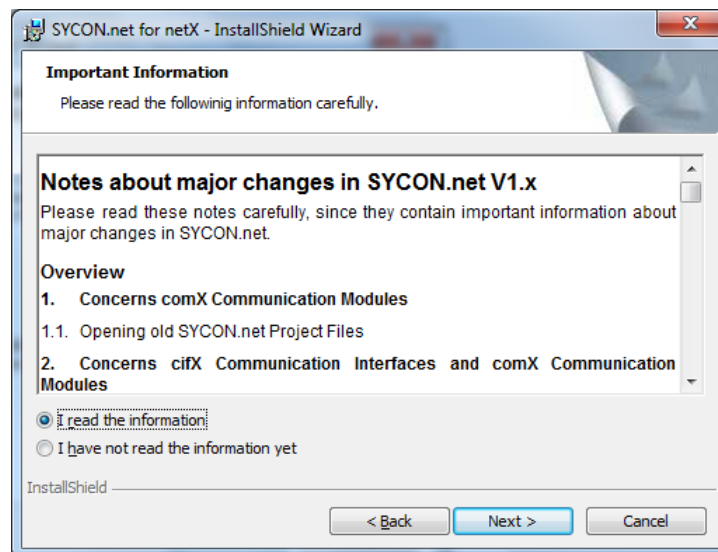 SYCON.net for netX - InstallShield Wizard
Important Information
Please read the followinig information carefully.
Notes about major changes in SYCON.net V1.x
Please read these notes carefully, since they contain important information about
major changes in SYCON.net.
Overview
1. Concerns comX Communication Modules
1.1. Opening old SYCON.net Project Files
2. Concerns cifX Communication Interfaces and comX Communication
Modules
I read the information
I have not read the information yet
InstallShield
< Back Next > Cancel